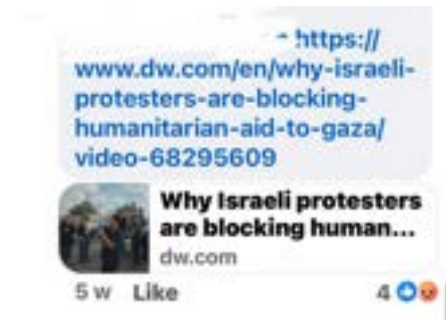 https://
www.dw.com/en/why-israeli-
protesters-are-blocking-
humanitarian-aid-to-gaza/
video-68295609
Why Israeli protesters
are blocking human...
dw.com
5 w Like 4